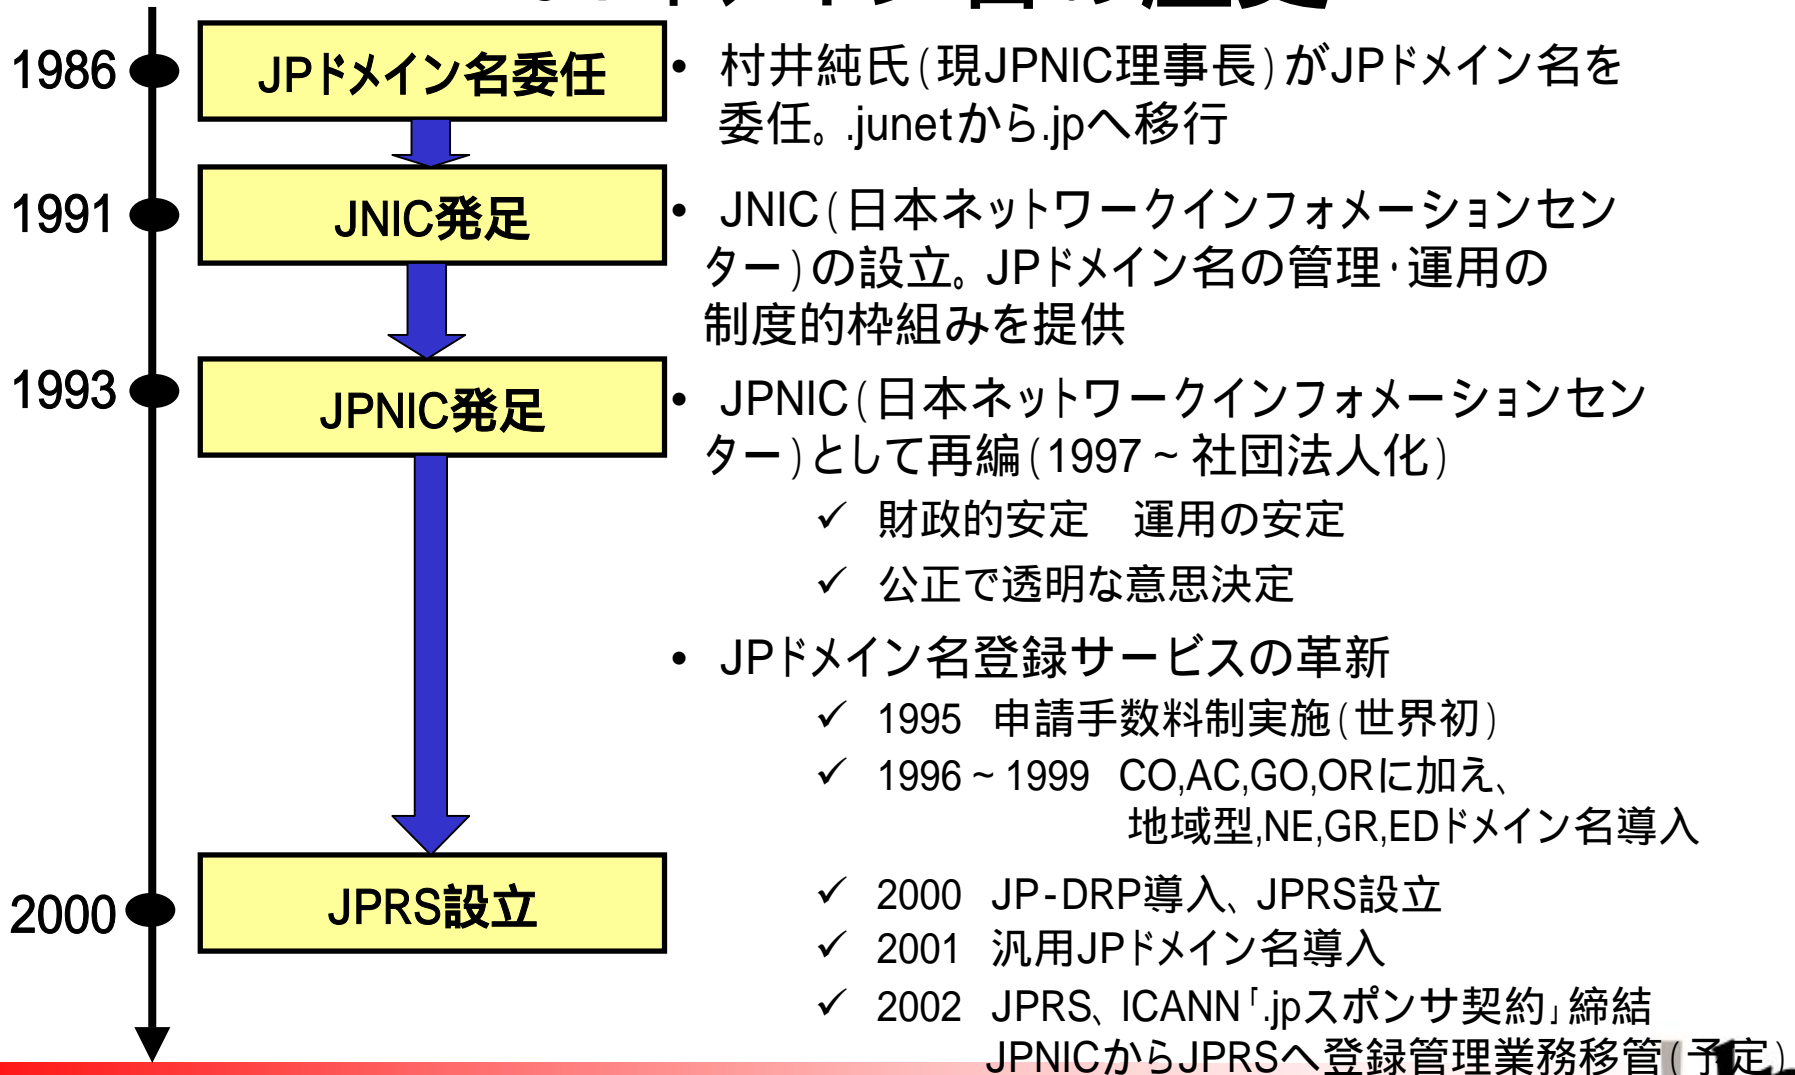 1986
JPドメイン名委任
• 村井純氏(現JPNIC理事長)がJPドメイン名を
委任。.junetから.jpへ移行
1991
JNIC発足
• JNIC(日本ネットワークインフォメーションセン
ター)の設立。JPドメイン名の管理・運用の
制度的枠組みを提供
1993
JPNIC発足
• JPNIC(日本ネットワークインフォメーションセン
ター)として再編(1997~社団法人化)
✓ 財政的安定 運用の安定
✓ 公正で透明な意思決定
• JPドメイン名登録サービスの革新
✓ 1995 申請手数料制実施(世界初)
✓ 1996~1999 CO,AC,GO,ORに加え、
地域型,NE,GR,EDドメイン名導入
2000
JPRS設立
✓ 2000 JP-DRP導入、JPRS設立
✓ 2001 汎用JPドメイン名導入
✓ 2002 JPRS、ICANN「.jpスポンサ契約」締結
JPNICからJPRSへ登録管理業務移管(予定)